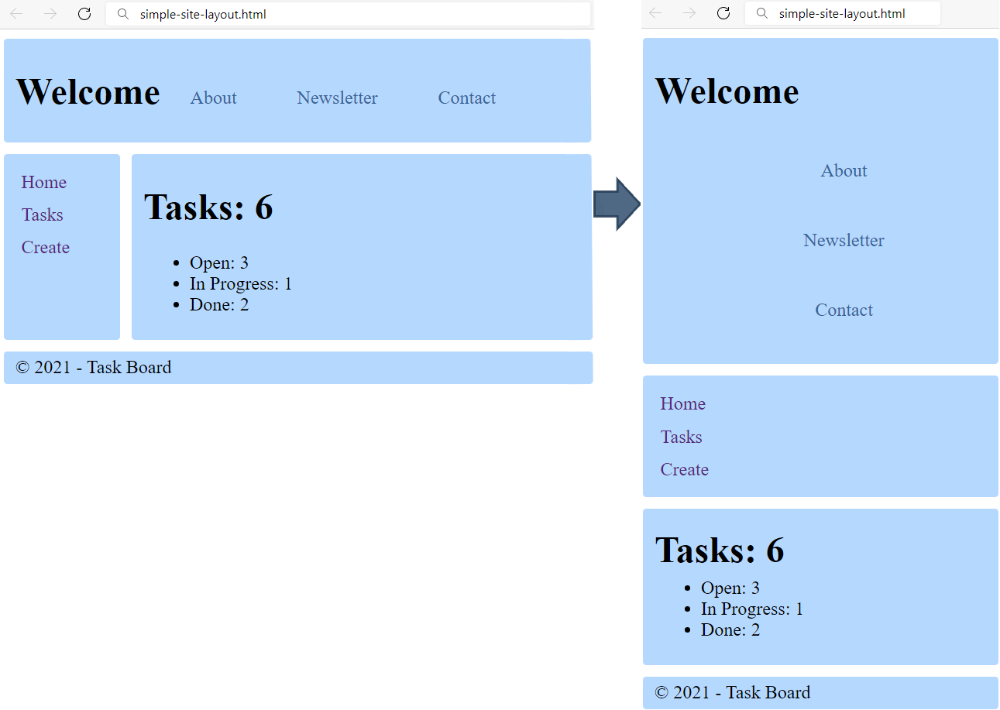 simple-site-layout.html
Welcome About Newsletter Contact
Home
Tasks
Create
Tasks: 6
Open: 3
In Progress: 1
Done: 2
© 2021 - Task Board
simple-site-layout.html
Welcome
About
Newsletter
Contact
Home
Tasks
Create
Tasks: 6
Open: 3
In Progress: 1
Done: 2
© 2021 - Task Board